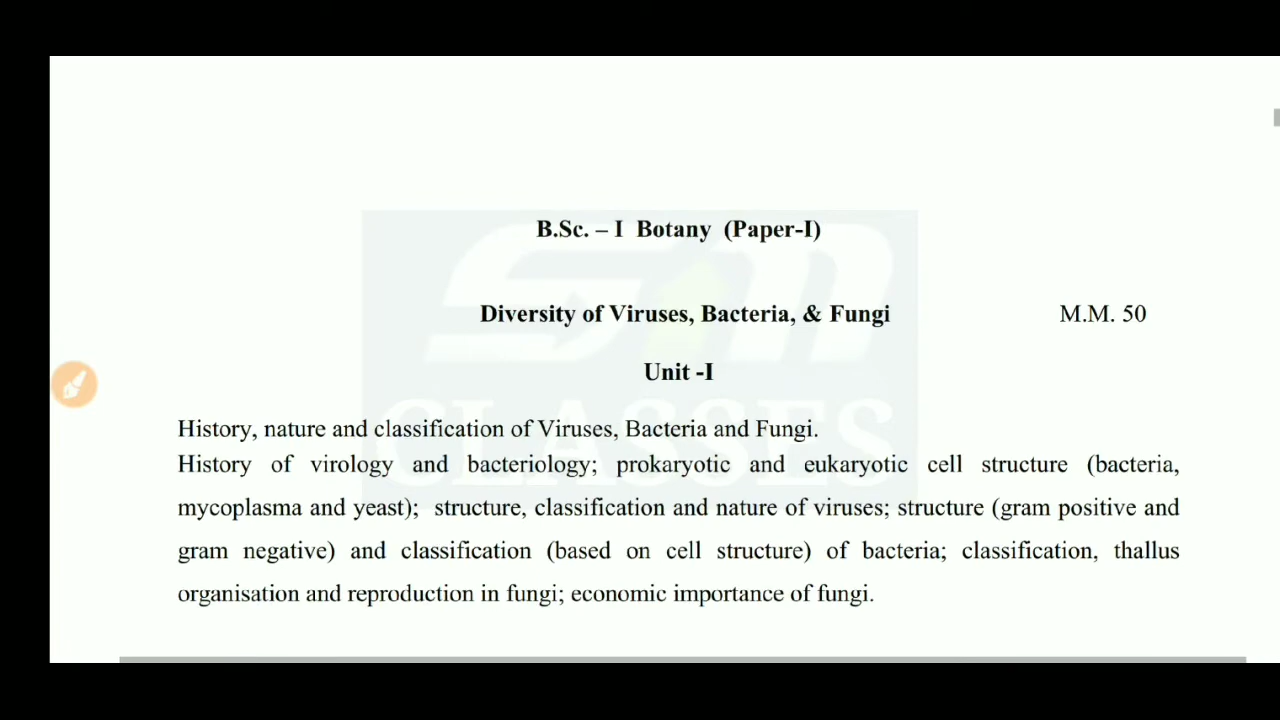 B.Sc. – I Botany (Paper-I)
Diversity of Viruses, Bacteria, & Fungi M.M. 50
Unit -I
History, nature and classification of Viruses, Bacteria and Fungi.
History of virology and bacteriology; prokaryotic and eukaryotic cell structure (bacteria,
mycoplasma and yeast); structure, classification and nature of viruses; structure (gram positive and
gram negative) and classification (based on cell structure) of bacteria; classification, thallus
organisation and reproduction in fungi; economic importance of fungi.
CLASSES